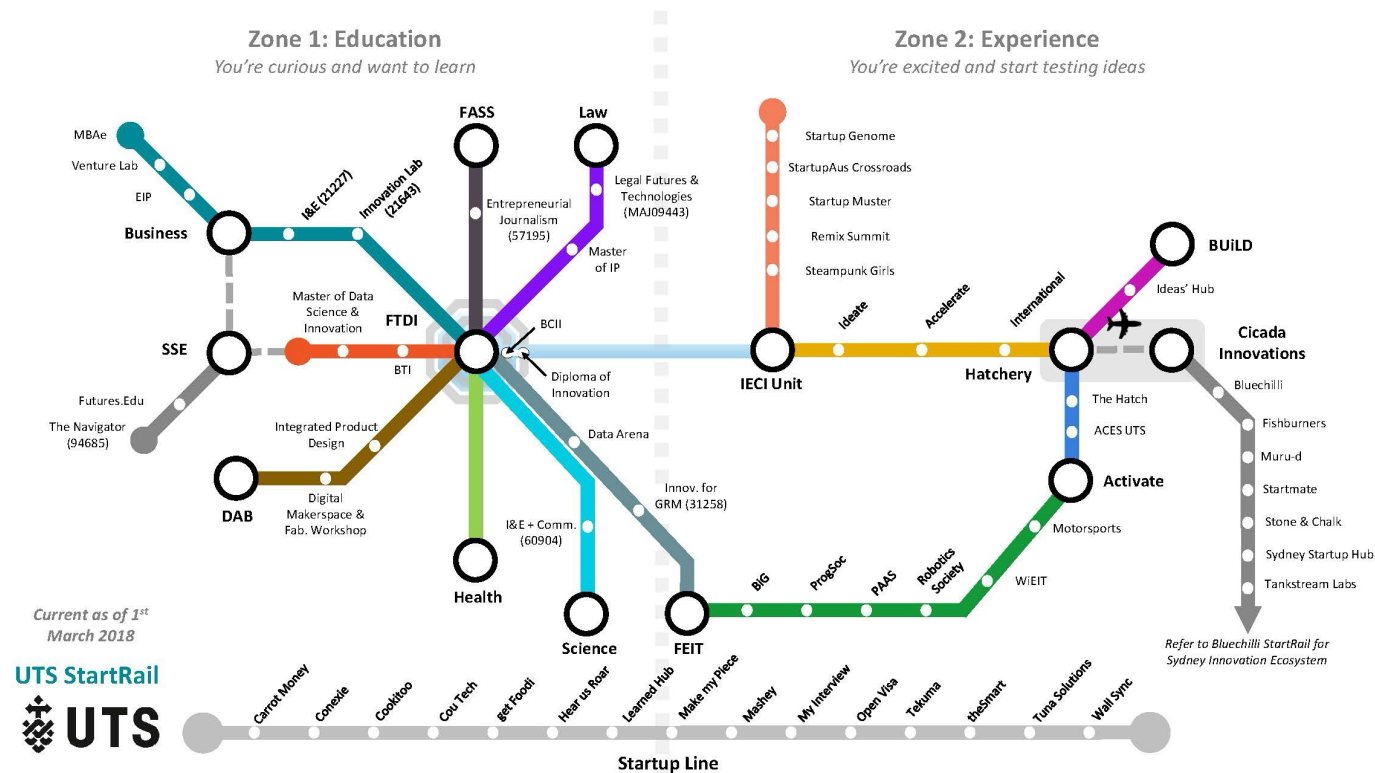 Zone 1: Education
You're curious and want to learn
Zone 2: Experience
You're excited and start testing ideas
FASS
Law
MBAe
Venture Lab
EIP
Business
I&E (21227)
Innovation Lab
(21643)
Entrepreneurial
Journalism
(57195)
Legal Futures &
Technologies
(MAJ09443)
Master
of IP
Master of Data
Science &
Innovation
FTDI
SSE
BTI
BCII
Diploma of
Innovation
Futures.Edu
The Navigator
(94685)
Integrated Product
Design
DAB
Digital
Makerspace &
Fab. Workshop
Data Arena
Innov. for
GRM (31258)
I&E + Comm.
(60904)
Health
Science
FEIT
Startup Genome
StartupAus Crossroads
Startup Muster
Remix Summit
Steampunk Girls
IECI Unit
Ideate
Accelerate
International
Hatchery
BUiLD
Ideas' Hub
Cicada
Innovations
Bluechilli
Fishburners
Muru-d
Startmate
Stone & Chalk
Sydney Startup Hub
Tankstream Labs
Refer to Bluechilli StartRail for
Sydney Innovation Ecosystem
The Hatch
ACES UTS
Activate
Motorsports
WiEIT
BiG
ProgSoc
PAAS
Robotics
Society
Current as of 1st
March 2018
UTS StartRail
UTS
Carrot Money
Conexie
Cookitoo
Cou Tech
get Foodi
Hear us Roar
Learned Hub
Make my Piece
Mashey
My Interview
Open Visa
Tekuma
theSmart
Tuna Solutions
Wall Sync
Startup Line